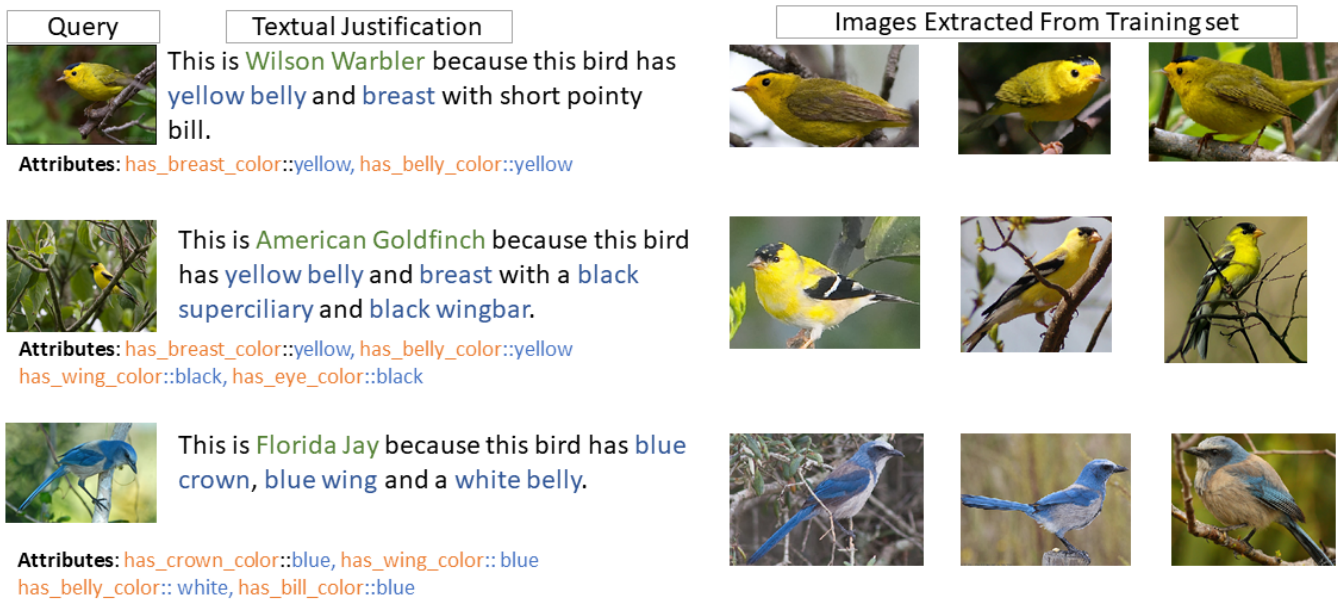 Query
Textual Justification
Images Extracted From Training set
This is Wilson Warbler because this bird has
yellow belly and breast with short pointy
bill.
Attributes: has_breast_color::yellow, has_belly_color::yellow
This is American Goldfinch because this bird
has yellow belly and breast with a black
superciliary and black wingbar.
Attributes: has_breast_color::yellow, has_belly_color::yellow
has_wing_color::black, has_eye_color::black
This is Florida Jay because this bird has blue
crown, blue wing and a white belly.
Attributes: has_crown_color::blue, has_wing_color:: blue
has_belly_color:: white, has_bill_color::blue